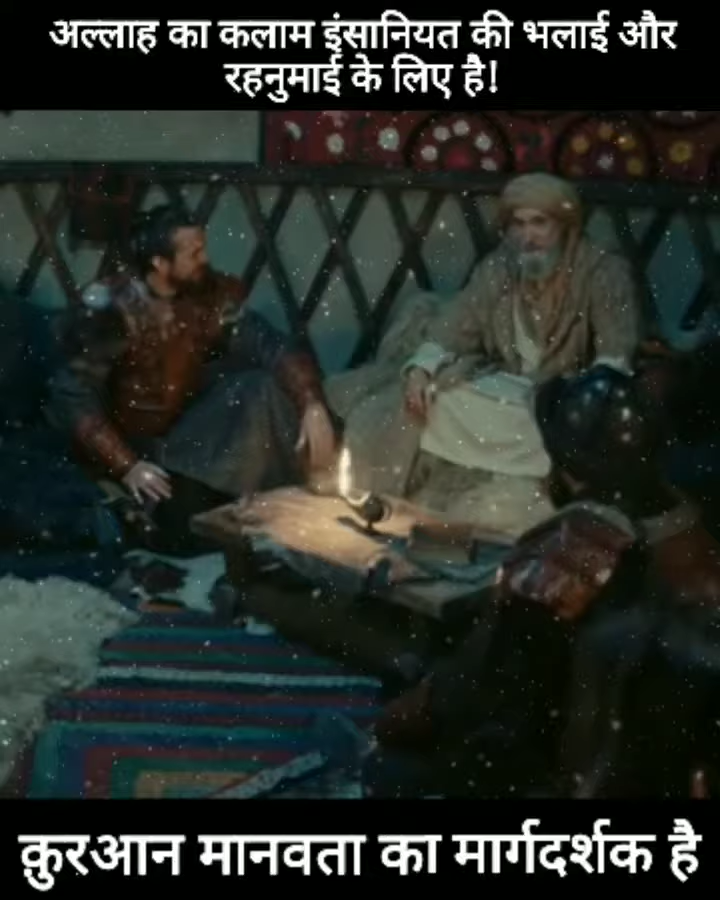 अल्लाह का कलाम इंसानियत की भलाई और
रहनुमाई के लिए है!
क़ुरआन मानवता का मार्गदर्शक है